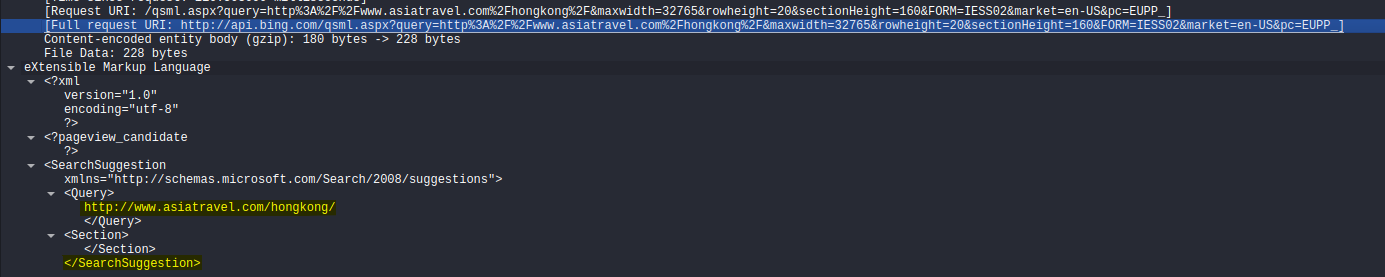 [Request URI: /qsml.aspx?query=http%3A%2F%2Fwww.asiatravel.com%2Fhongkong%2F&maxwidth=32765&rowheight=20&sectionHeight=160&FORM=IESS02&market=en-US&pc=EUPP_]
[Full request URI: http://api.bing.com/qsml.aspx?query=http%3A%2F%2Fwww.asiatravel.com%2Fhongkong%2F&maxwidth=32765&rowheight=20&sectionHeight=160&FORM=IESS02&market=en-US&pc=EUPP_]
Content-encoded entity body (gzip): 180 bytes -> 228 bytes
File Data: 228 bytes
eXtensible Markup Language
<?xml
version="1.0"
encoding="utf-8"
?>
<?pageview_candidate
?>
<SearchSuggestion
xmlns="http://schemas.microsoft.com/Search/2008/suggestions">
<Query>
http://www.asiatravel.com/hongkong/
</Query>
<Section>
</Section>
</SearchSuggestion>